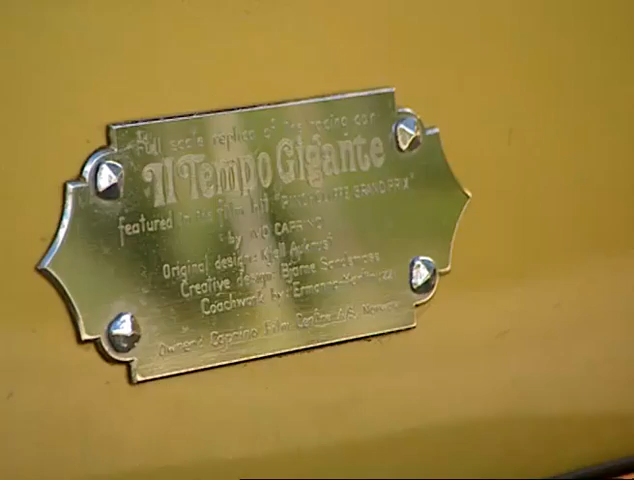 Full scale replica of the racing car
Il Tempo Gigante
featured in the film hit "PINCHCLIFFE GRAND PRIX"
by IVO CAPRINO
Original design: Kjell Aukrust
Creative design: Bjarne Sandemose
Coachwork by: Ermanno
Owner: Caprino Film Norway